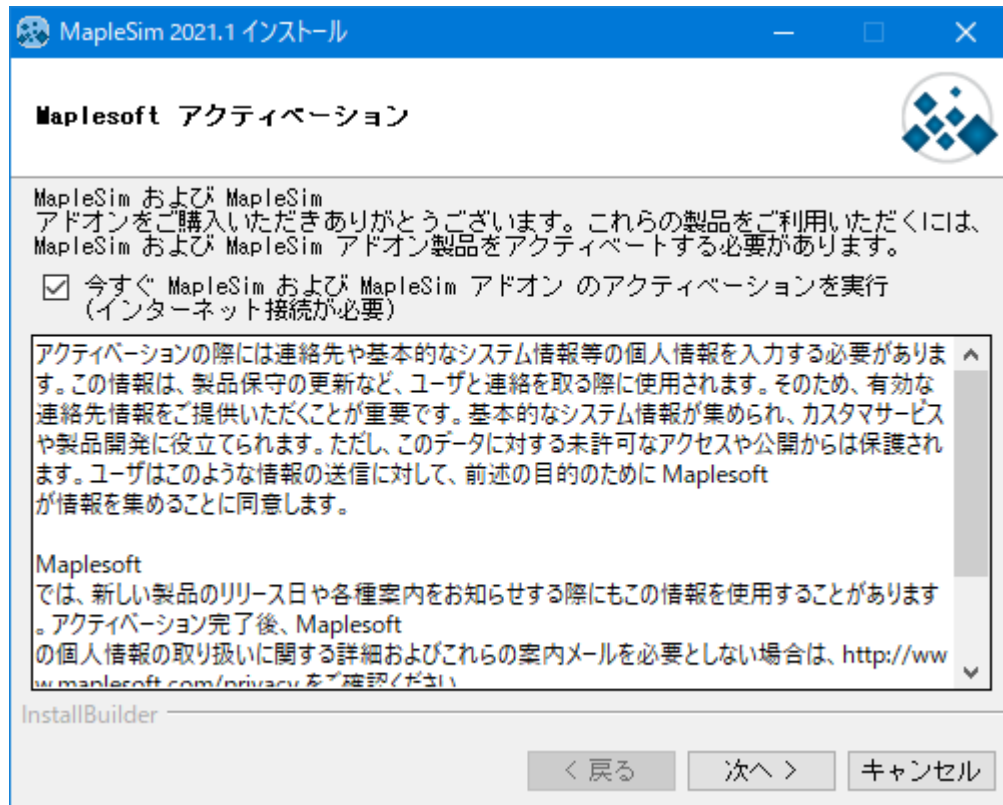 MapleSim 2021.1 インストール
Maplesoft アクティベーション
MapleSim および MapleSim
アドオンをご購入いただきありがとうございます。これらの製品をご利用いただくには、
MapleSim および MapleSim アドオン製品をアクティベートする必要があります。
今すぐ MapleSim および MapleSim アドオン のアクティベーションを実行
(インターネット接続が必要)
アクティベーションの際には連絡先や基本的なシステム情報等の個人情報を入力する必要がありま
す。この情報は、製品保守の更新など、ユーザと連絡を取る際に使用されます。そのため、有効な
連絡先情報をご提供いただくことが重要です。基本的なシステム情報が集められ、カスタマサービス
や製品開発に役立てられます。ただし、このデータに対する未許可なアクセスや公開からは保護され
ます。ユーザはこのような情報の送信に対して、前述の目的のために Maplesoft
が情報を集めることに同意します。
Maplesoft
では、新しい製品のリリース日や各種案内をお知らせする際にもこの情報を使用することがあります
。アクティベーション完了後、Maplesoft
の個人情報の取り扱いに関する詳細およびこれらの案内メールを必要としない場合は、http://ww
w.maplesoft.com/privacy をご確認ください
InstallBuilder
< 戻る
次へ >
キャンセル